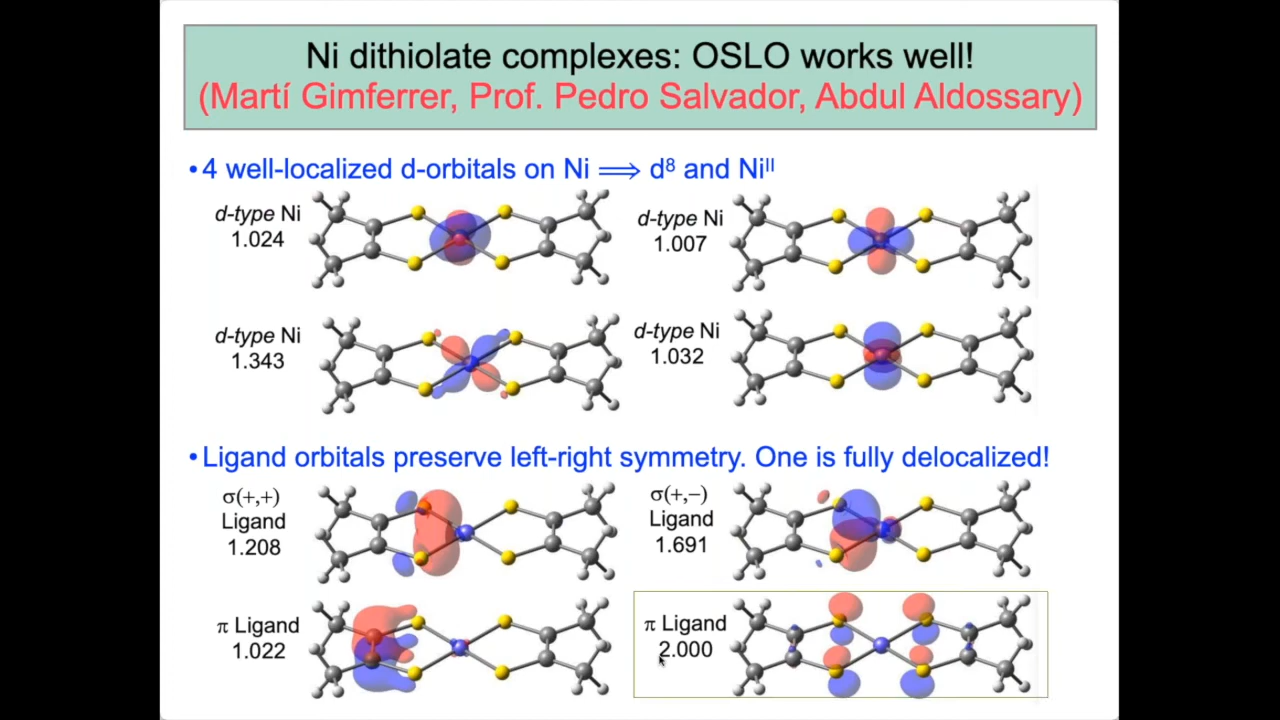 Ni dithiolate complexes: OSLO works well!
(Martí Gimferrer, Prof. Pedro Salvador, Abdul Aldossary)
•4 well-localized d-orbitals on Ni ⟹ d⁸ and Niᴵᴵ
d-type Ni
1.024
d-type Ni
1.007
d-type Ni
1.343
d-type Ni
1.032
•Ligand orbitals preserve left-right symmetry. One is fully delocalized!
σ(+,+)
Ligand
1.208
σ(+,−)
Ligand
1.691
π Ligand
1.022
π Ligand
2.000